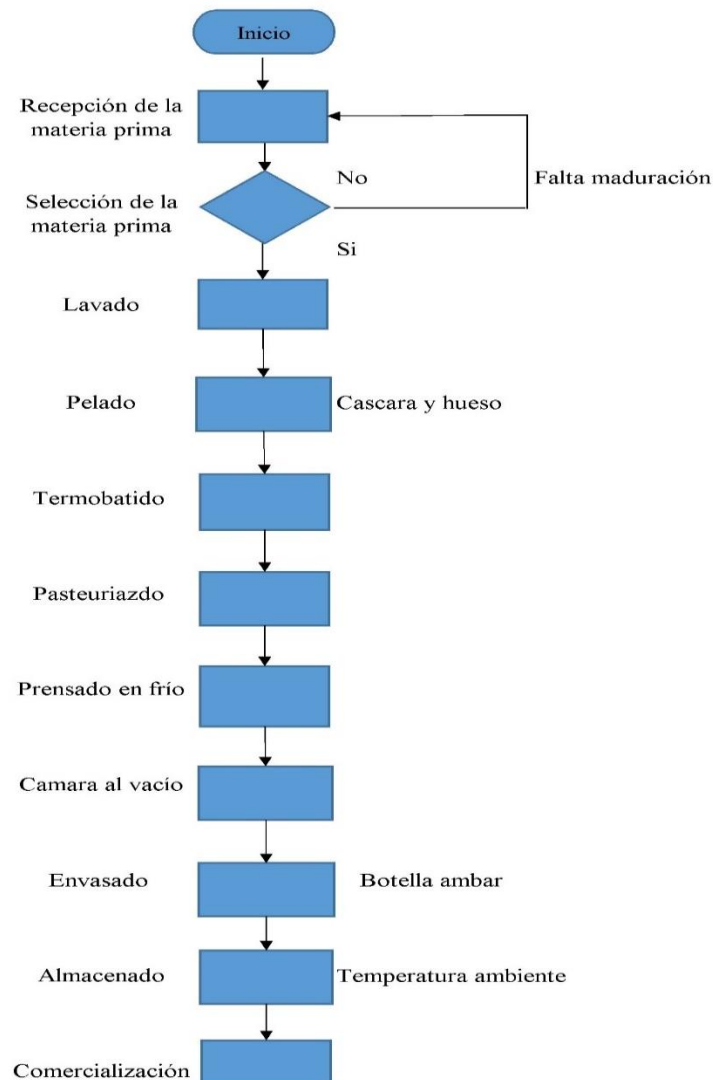 Inicio
Recepción de la
materia prima
No
Falta maduración
Selección de la
materia prima
Si
Lavado
Pelado
Cascara y hueso
Termobatido
Pasteuriazdo
Prensado en frío
Camara al vacío
Envasado
Botella ambar
Almacenado
Temperatura ambiente
Comercialización